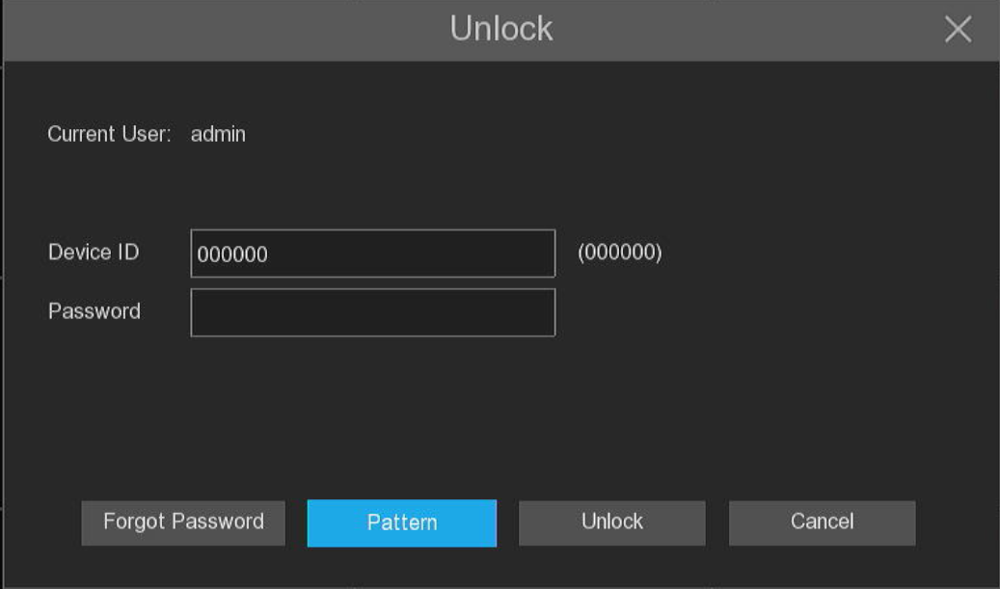 Unlock
Current User: admin
Device ID 000000 (000000)
Password
Forgot Password Pattern Unlock Cancel